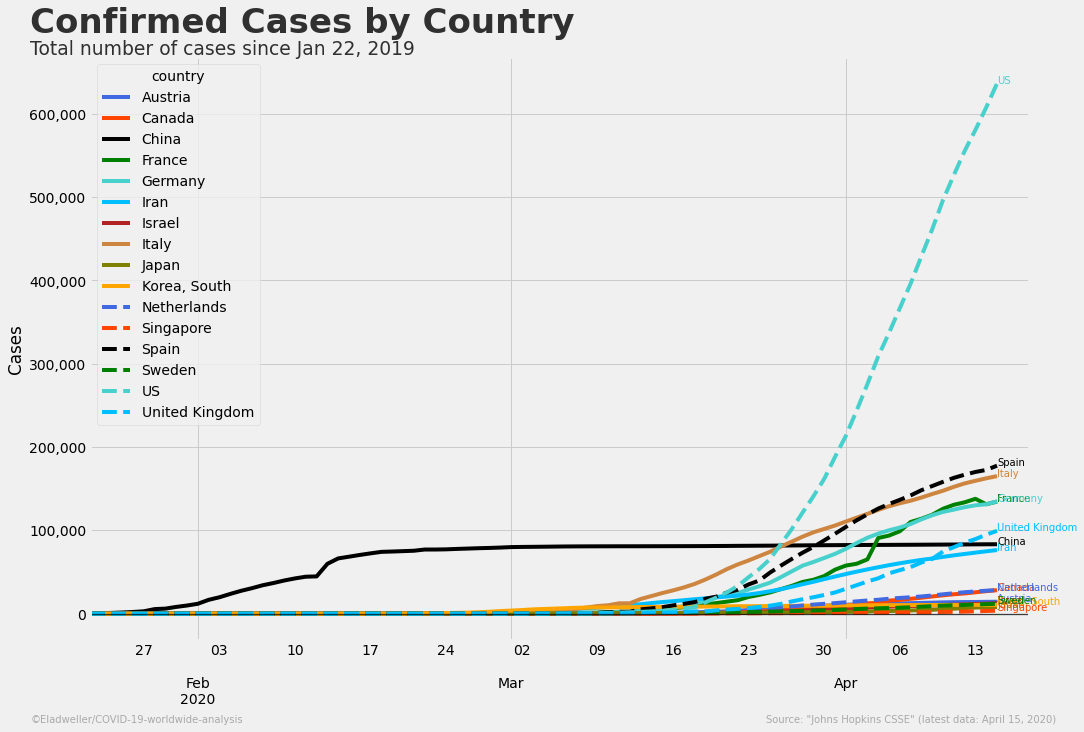 Confirmed Cases by Country
Total number of cases since Jan 22, 2019
country
Austria
Canada
China
France
Germany
Iran
Israel
Italy
Japan
Korea, South
Netherlands
Singapore
Spain
Sweden
US
United Kingdom
Cases
600,000
500,000
400,000
300,000
200,000
100,000
0
US
Spain
Italy
France
Germany
United Kingdom
China
Iran
Canada
Netherlands
Sweden
Singapore
27 03 10 17 24 02 09 16 23 30 06 13
Feb Mar Apr
2020
©Eladweller/COVID-19-worldwide-analysis
Source: "Johns Hopkins CSSE" (latest data: April 15, 2020)